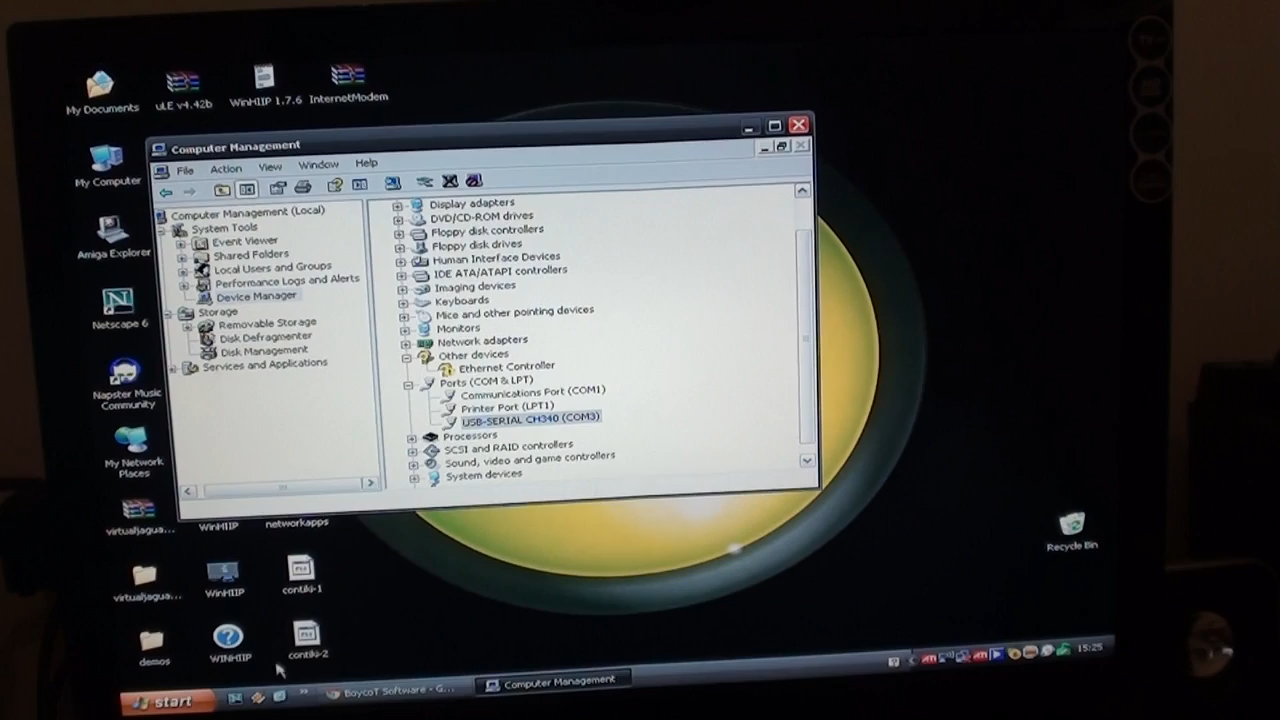 My Documents
uLE v4.42b
WinHIIP 1.7.6
InternetModem
My Computer
Amiga Explorer
Netscape 6
Napster Music
Community
My Network
Places
virtualjagua...
WinHIIP
networkapps
virtualjagua...
WinHIIP
contiki-1
demos
WINHIIP
contiki-2
Recycle Bin
Computer Management
File Action View Window Help
Computer Management (Local)
System Tools
Event Viewer
Shared Folders
Local Users and Groups
Performance Logs and Alerts
Device Manager
Storage
Removable Storage
Disk Defragmenter
Disk Management
Services and Applications
Display adapters
DVD/CD-ROM drives
Floppy disk controllers
Floppy disk drives
Human Interface Devices
IDE ATA/ATAPI controllers
Imaging devices
Keyboards
Mice and other pointing devices
Monitors
Network adapters
Other devices
Ethernet Controller
Ports (COM & LPT)
Communications Port (COM1)
Printer Port (LPT1)
USB-SERIAL CH340 (COM3)
Processors
SCSI and RAID controllers
Sound, video and game controllers
System devices
start
BoycoT Software - G...
Computer Management
ATI
ATI
15:25